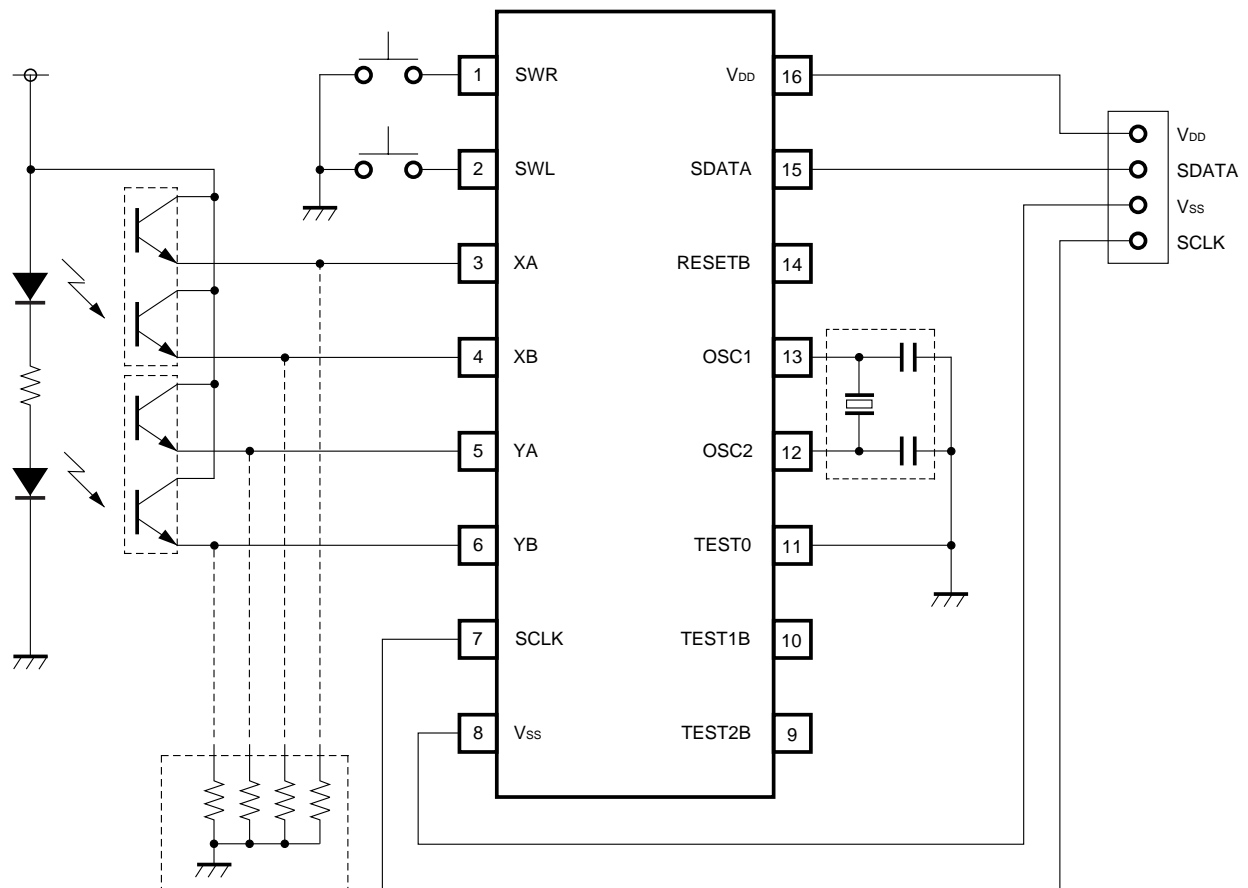 1 SWR VDD 16
VDD
2 SWL SDATA 15
SDATA
VSS
SCLK
3 XA RESETB 14
4 XB OSC1 13
5 YA OSC2 12
6 YB TEST0 11
7 SCLK TEST1B 10
8 VSS TEST2B 9